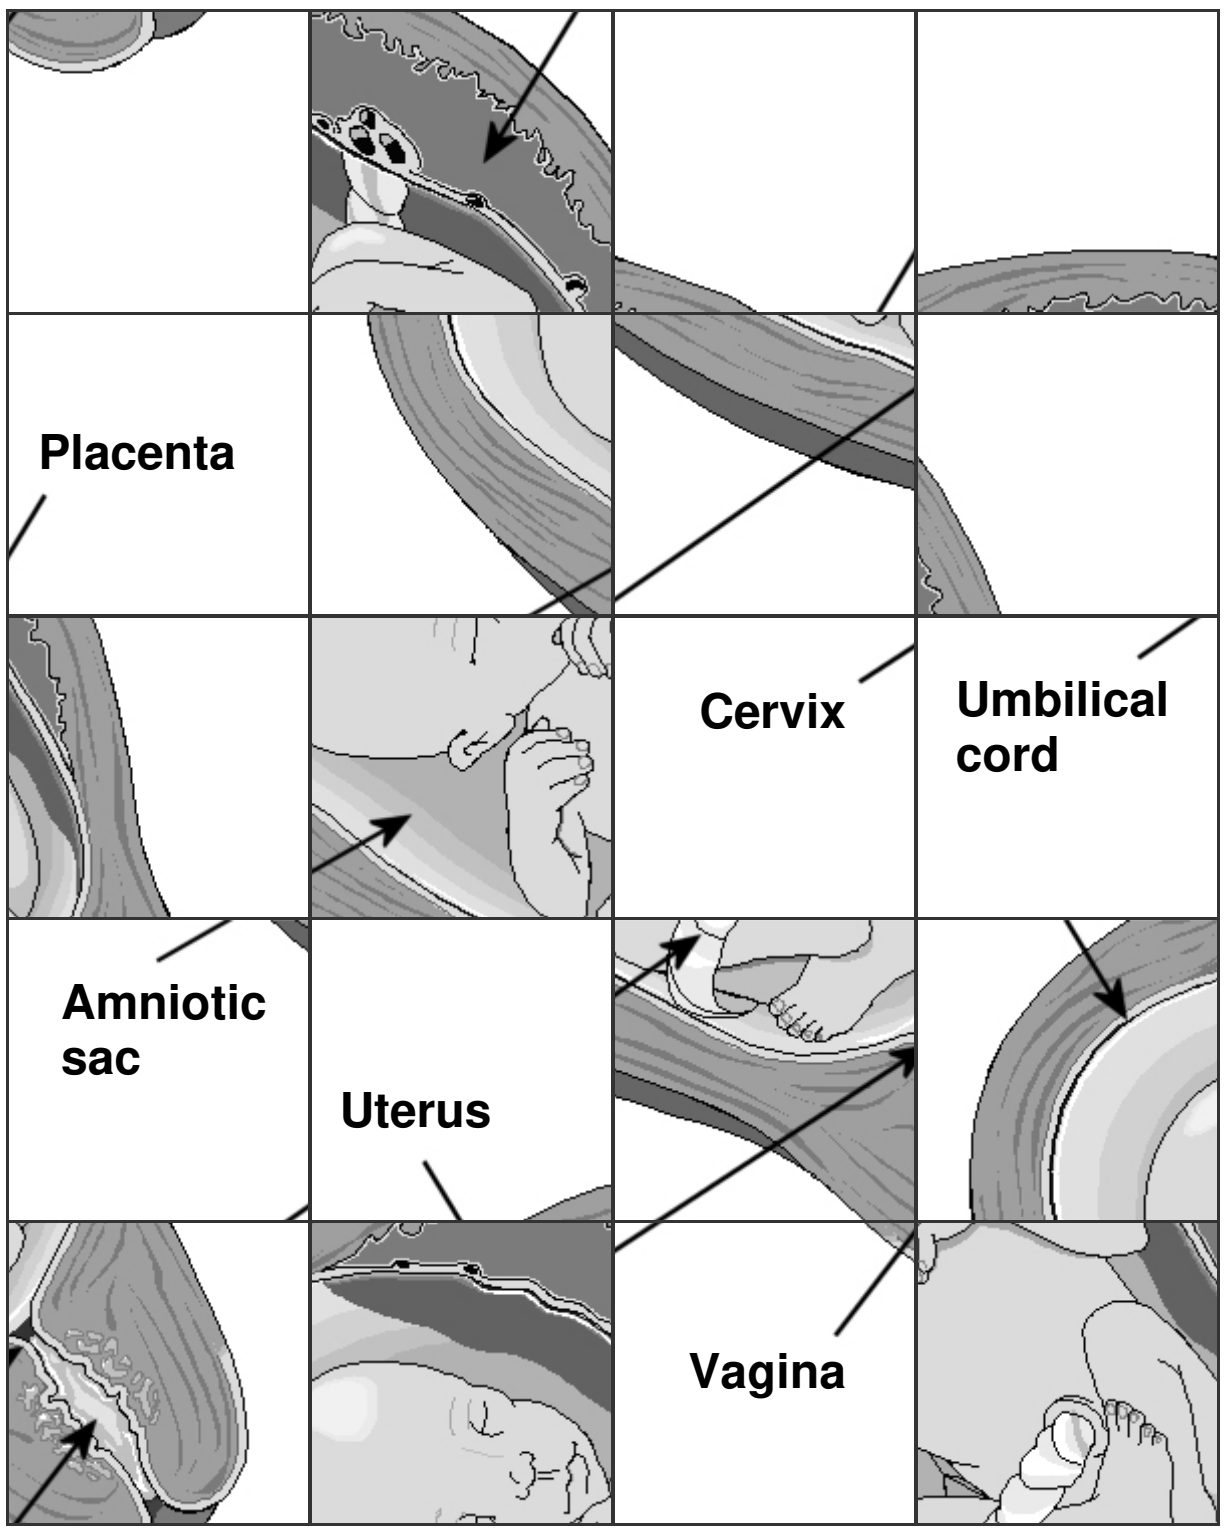 Placenta
Cervix
Umbilical
cord
Amniotic
sac
Uterus
Vagina